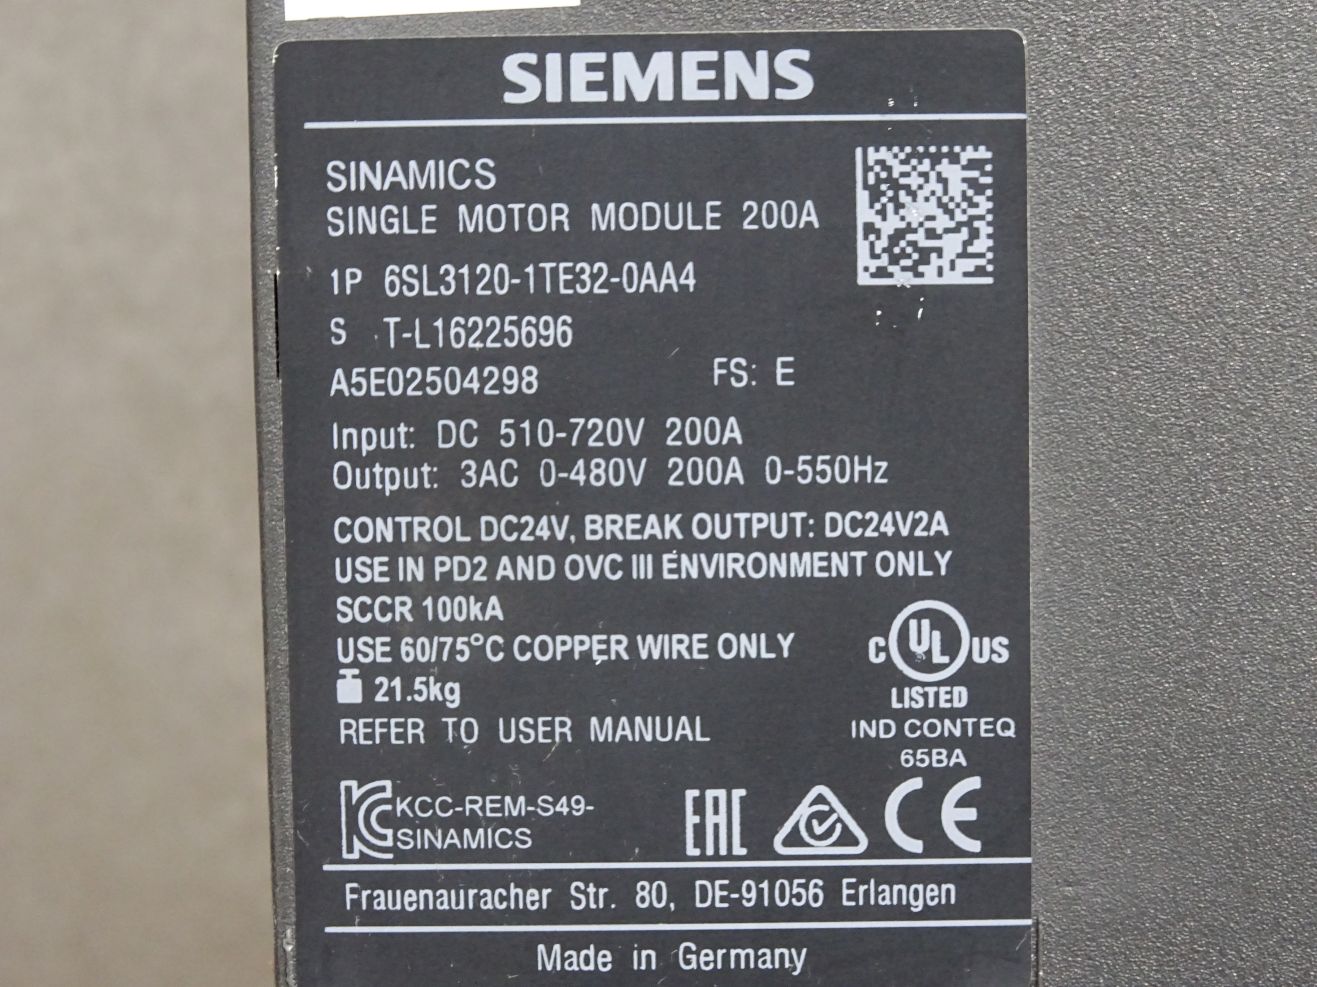 SIEMENS
SINAMICS
SINGLE MOTOR MODULE 200A
1P 6SL3120-1TE32-0AA4
S T-L16225696
A5E02504298 FS: E
Input: DC 510-720V 200A
Output: 3AC 0-480V 200A 0-550Hz
CONTROL DC24V, BREAK OUTPUT: DC24V2A
USE IN PD2 AND OVC III ENVIRONMENT ONLY
SCCR 100kA
USE 60/75°C COPPER WIRE ONLY
21.5kg
REFER TO USER MANUAL
C UL US
LISTED
IND CONTEQ
65BA
KC KCC-REM-S49-
SINAMICS
EAC CE
Frauenauracher Str. 80, DE-91056 Erlangen
Made in Germany